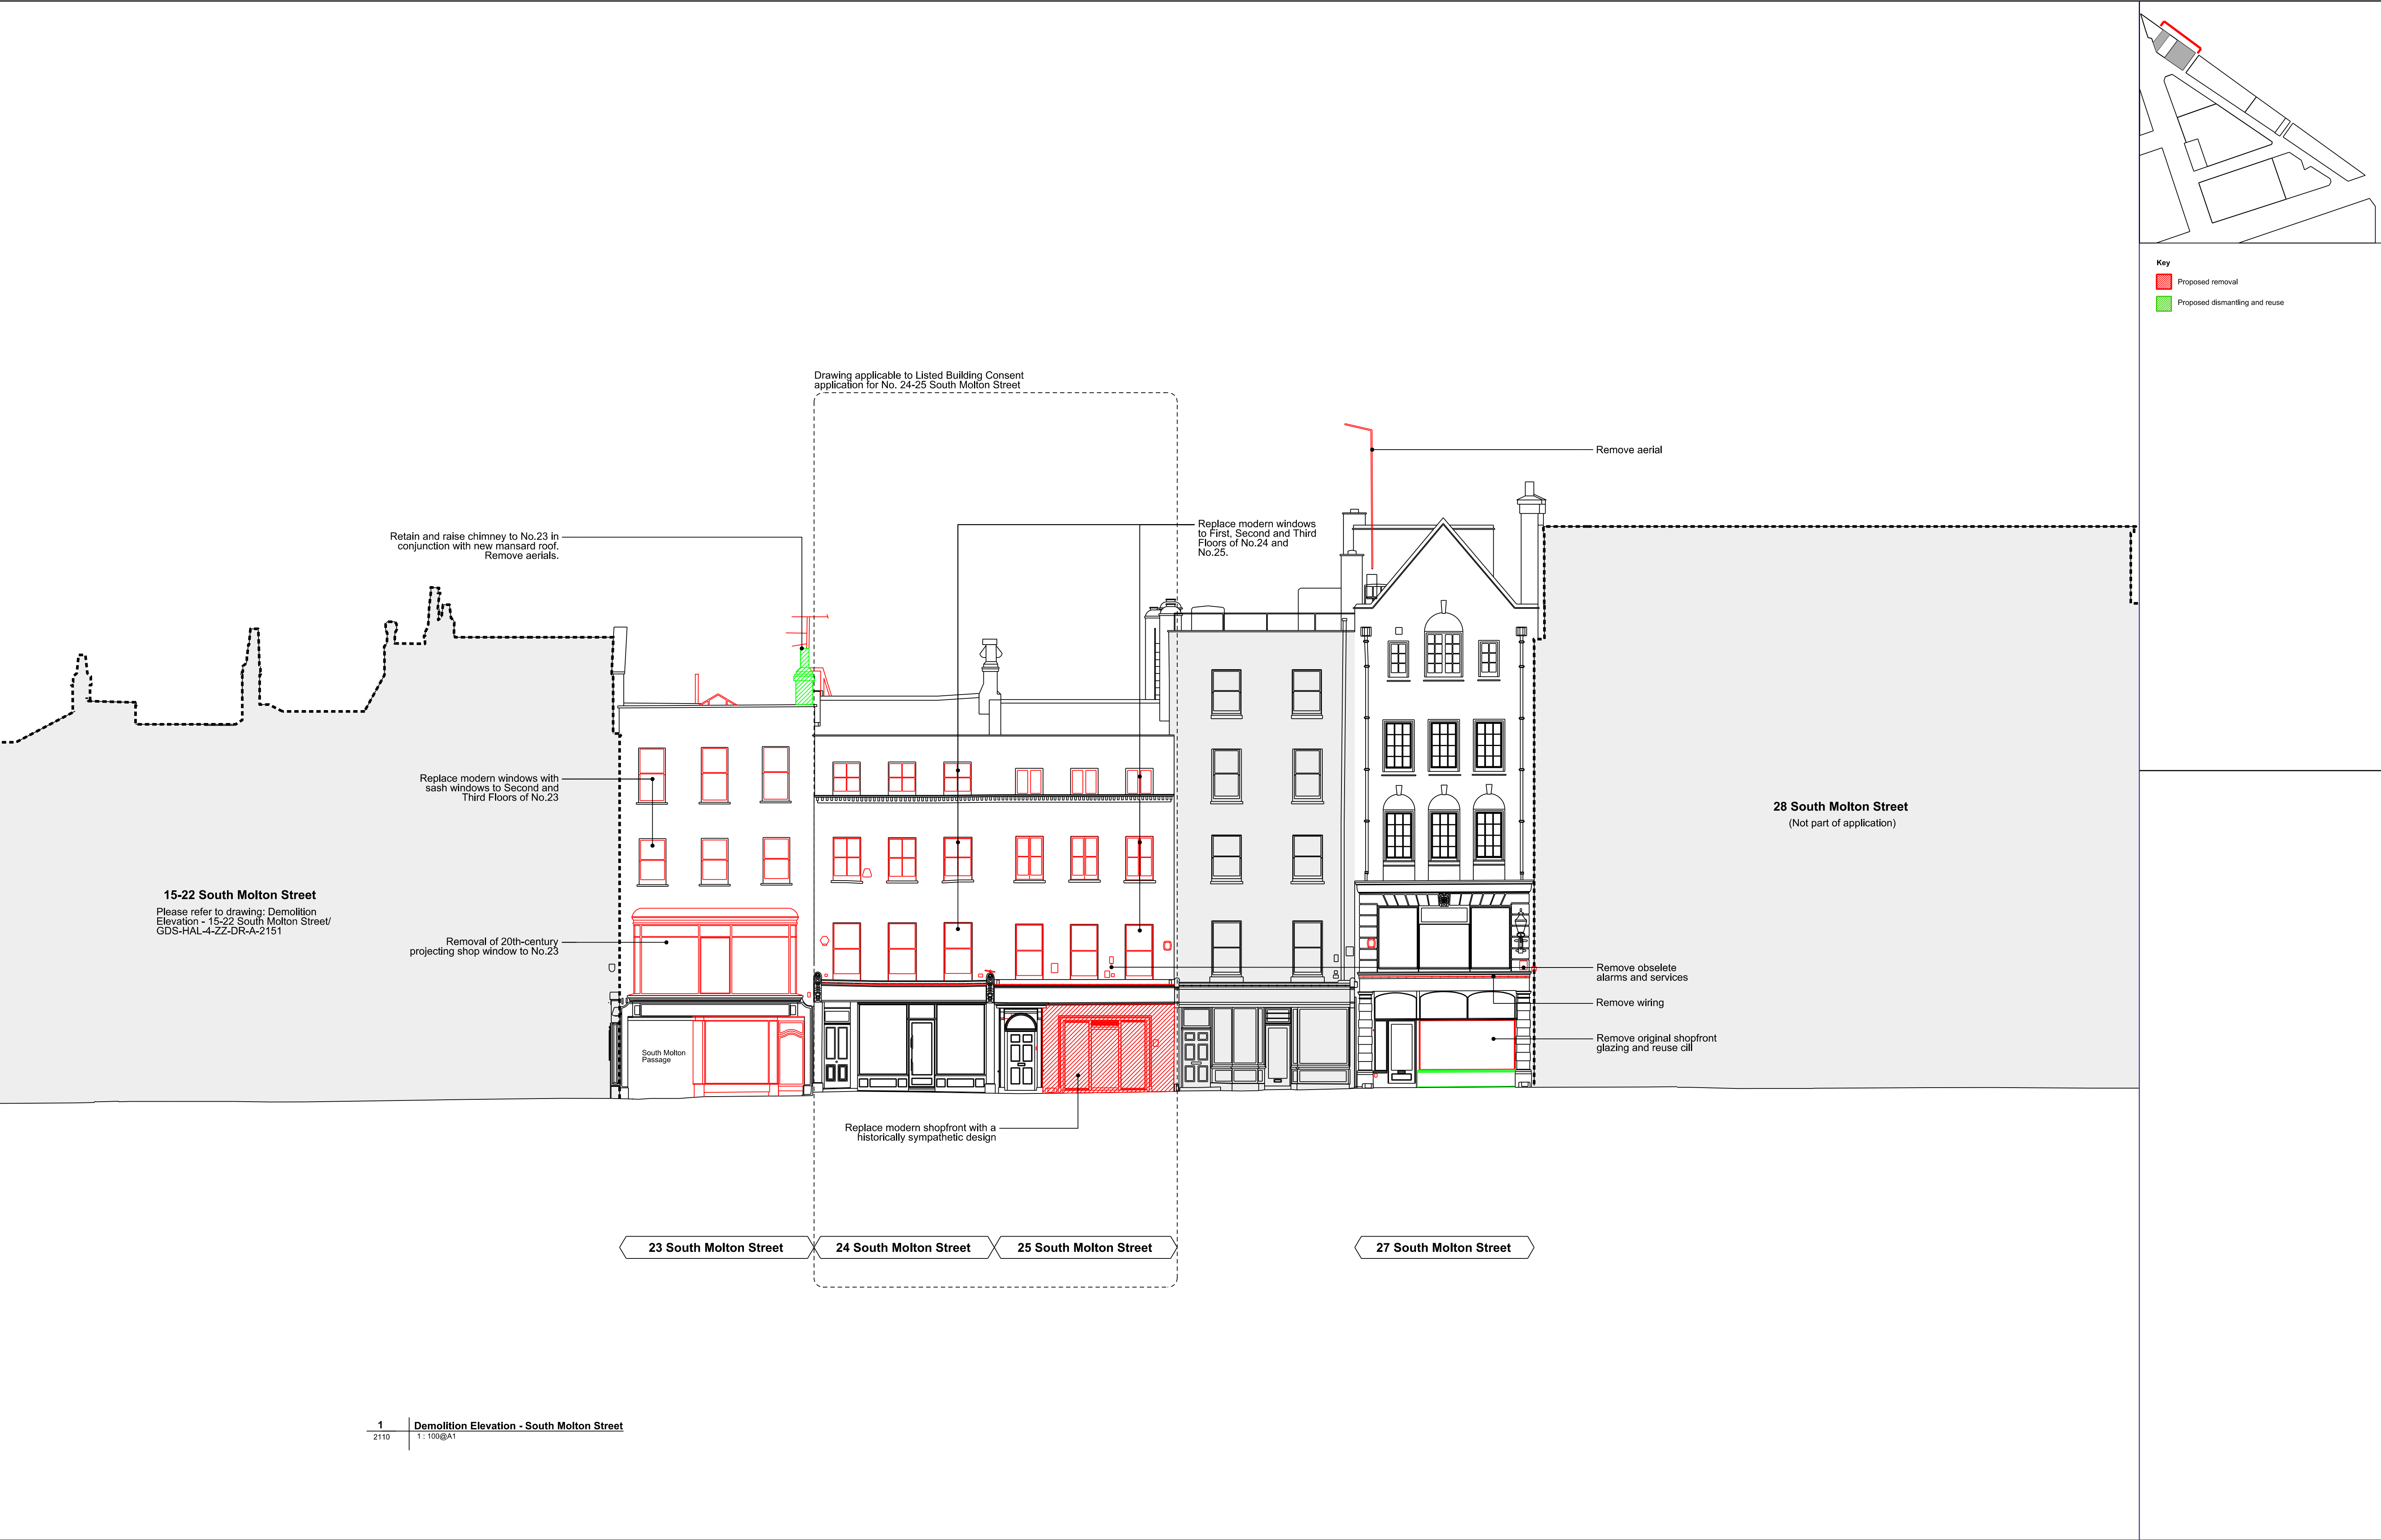 Key
Proposed removal
Proposed dismantling and reuse
Drawing applicable to Listed Building Consent
application for No. 24-25 South Molton Street
Remove aerial
Retain and raise chimney to No.23 in
conjunction with new mansard roof.
Remove aerials.
Replace modern windows
to First, Second and Third
Floors of No.24 and
No.25.
Replace modern windows with
sash windows to Second and
Third Floors of No.23
28 South Molton Street
(Not part of application)
15-22 South Molton Street
Please refer to drawing: Demolition
Elevation - 15-22 South Molton Street/
GDS-HAL-4-ZZ-DR-A-2151
Removal of 20th-century
projecting shop window to No.23
Remove obselete
alarms and services
Remove wiring
Remove original shopfront
glazing and reuse cill
South Molton
Passage
Replace modern shopfront with a
historically sympathetic design
23 South Molton Street
24 South Molton Street
25 South Molton Street
27 South Molton Street
1
2110
Demolition Elevation - South Molton Street
1 : 100@A1